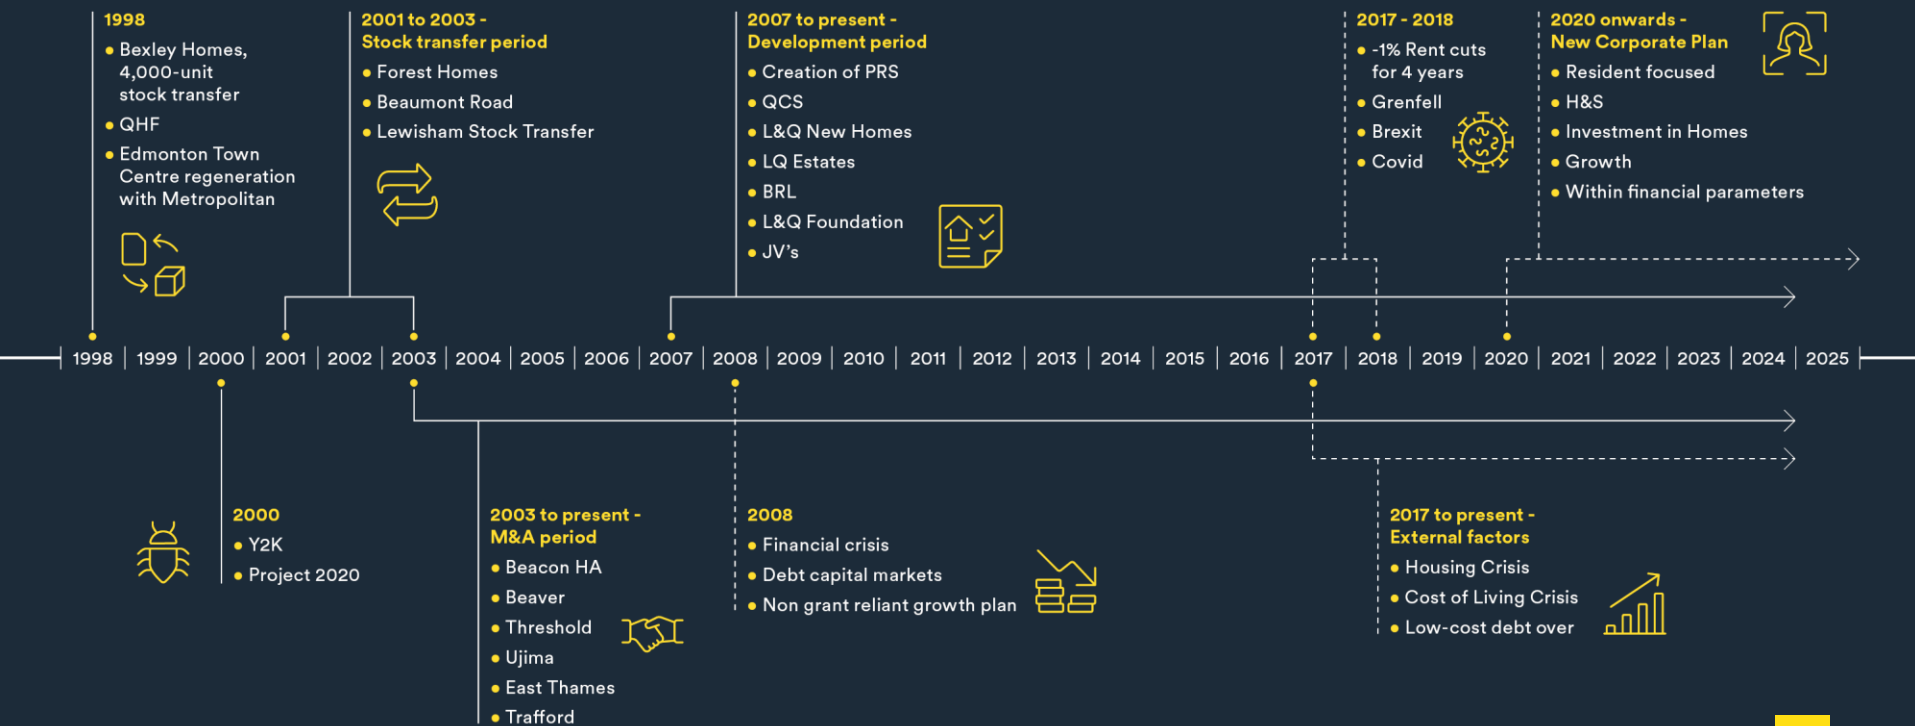 1998
• Bexley Homes,
4,000-unit
stock transfer
• QHF
• Edmonton Town
Centre regeneration
with Metropolitan
2001 to 2003 -
Stock transfer period
• Forest Homes
• Beaumont Road
• Lewisham Stock Transfer
2007 to present -
Development period
• Creation of PRS
• QCS
• L&Q New Homes
• LQ Estates
• BRL
• L&Q Foundation
• JV’s
2017 - 2018
• -1% Rent cuts
for 4 years
• Grenfell
• Brexit
• Covid
2020 onwards -
New Corporate Plan
• Resident focused
• H&S
• Investment in Homes
• Growth
• Within financial parameters
1998 1999 2000 2001 2002 2003 2004 2005 2006 2007 2008 2009 2010 2011 2012 2013 2014 2015 2016 2017 2018 2019 2020 2021 2022 2023 2024 2025
2000
• Y2K
• Project 2020
2003 to present -
M&A period
• Beacon HA
• Beaver
• Threshold
• Ujima
• East Thames
• Trafford
2008
• Financial crisis
• Debt capital markets
• Non grant reliant growth plan
2017 to present -
External factors
• Housing Crisis
• Cost of Living Crisis
• Low-cost debt over